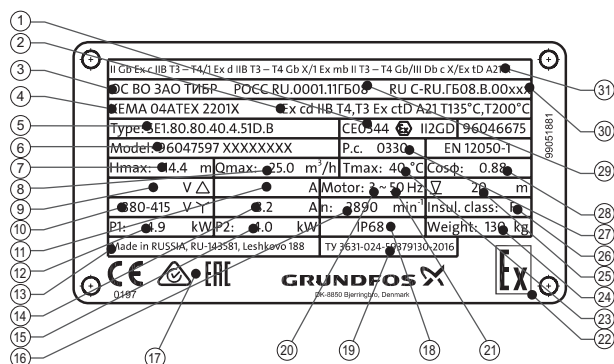 1
2
3
4
5
6
7
8
9
10
11
12
13
14
15
16
17
20
19
18
21
22
23
24
25
26
27
28
29
30
31
II Gb Ex c IIB T3 – T4/1 Ex d IIB T3 – T4 Gb X/1 Ex mb II T3 – T4 Gb/III Db c X/Ex tD A21
ОС ВО ЗАО ТИБР РОСС RU.0001.11ГБ08 RU C-RU.ГБ08.B.00xxx
KEMA 04ATEX 2201X Ex cd IIB T4,T3 Ex ctD A21 T135°C,T200°C
Type: SE1.80.80.40.4.51D.B CE0344 Ex II2GD 96046675
Model: 96047597 XXXXXXXX P.c. 0330 EN 12050-1
Hmax: 14.4 m Qmax: 25.0 m³/h Tmax: 40 °C Cosφ: 0.88
V △ A Motor: 3 ~ 50 Hz 20 m
380-415 V 8.2 A n: 2890 min⁻¹ Insul. class: F
P1: 4.9 kW P2: 4.0 kW IP68 Weight: 130 kg
Made in RUSSIA, RU-143581, Leshkovo 188 ТУ 3631-024-59379130-2016
CE 0197 EAC GRUNDFOS Ex
DK-8850 Bjerringbro, Denmark
99051881